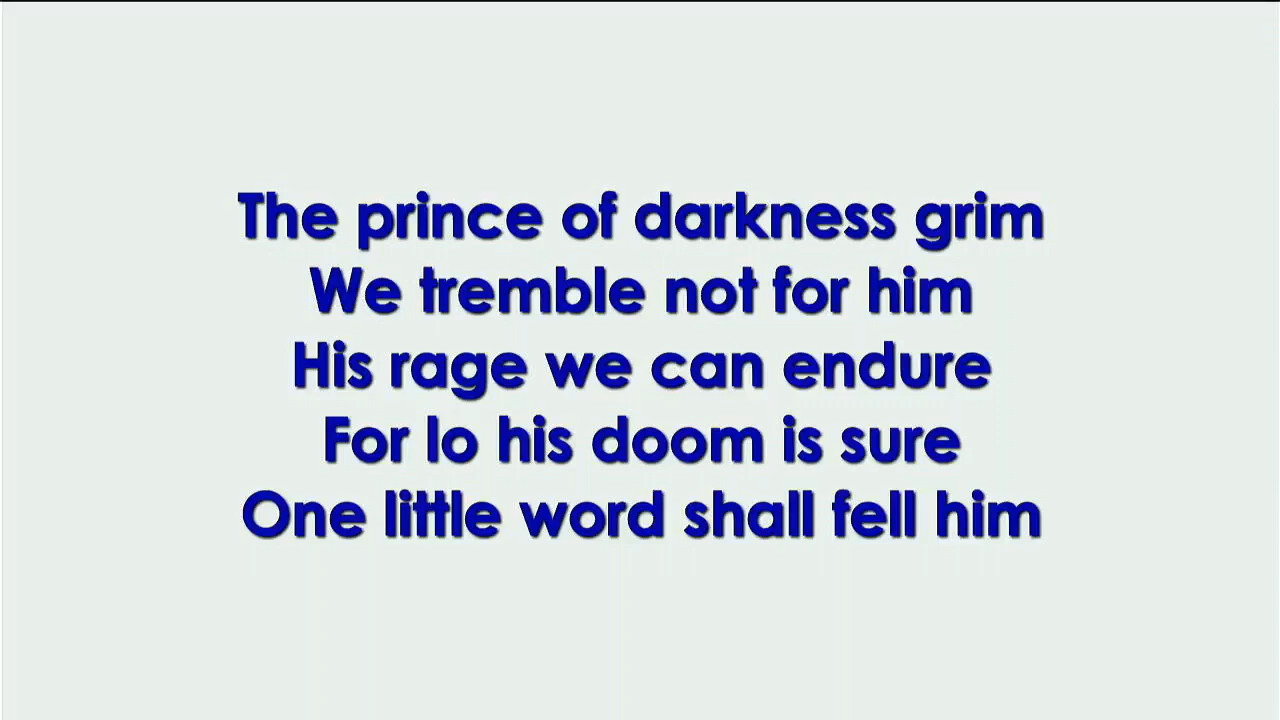 The prince of darkness grim
We tremble not for him
His rage we can endure
For lo his doom is sure
One little word shall fell him